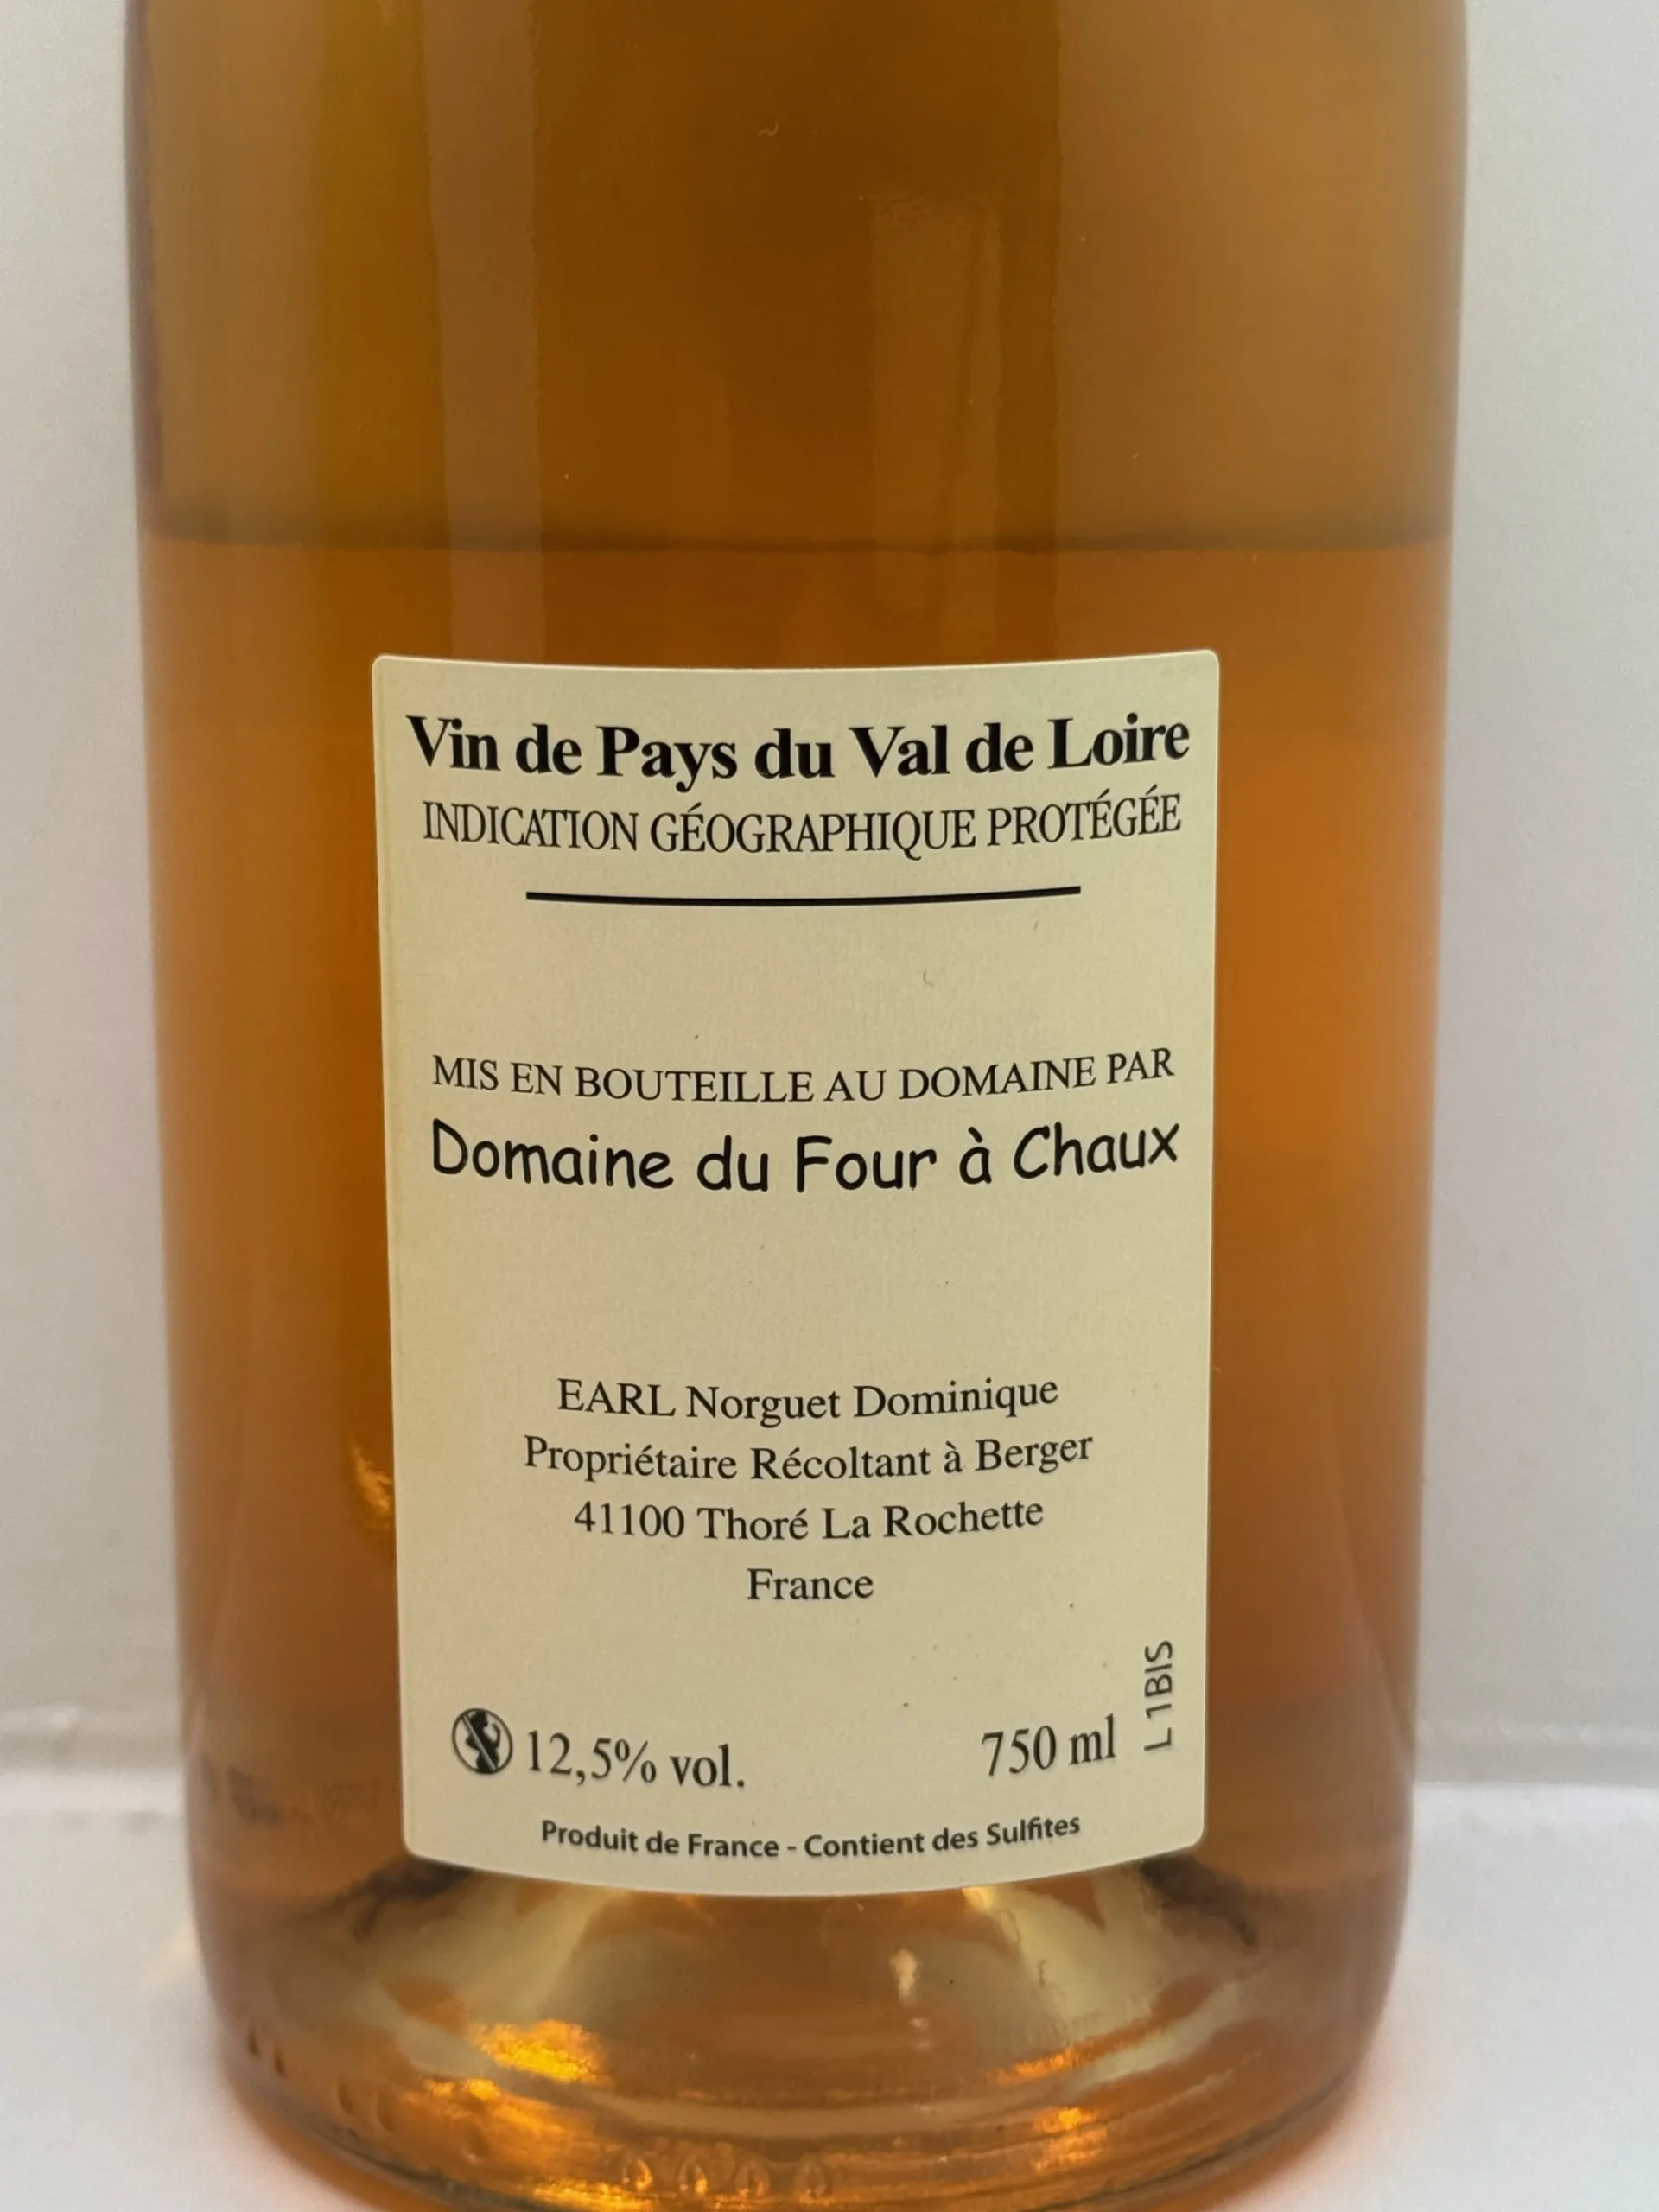 Vin de Pays du Val de Loire
INDICATION GÉOGRAPHIQUE PROTÉGÉE
MIS EN BOUTEILLE AU DOMAINE PAR
Domaine du Four à Chaux
EARL Norguet Dominique
Propriétaire Récoltant à Berger
41100 Thoré La Rochette
France
12,5% vol.
750 ml
L 1BIS
Produit de France - Contient des Sulfites